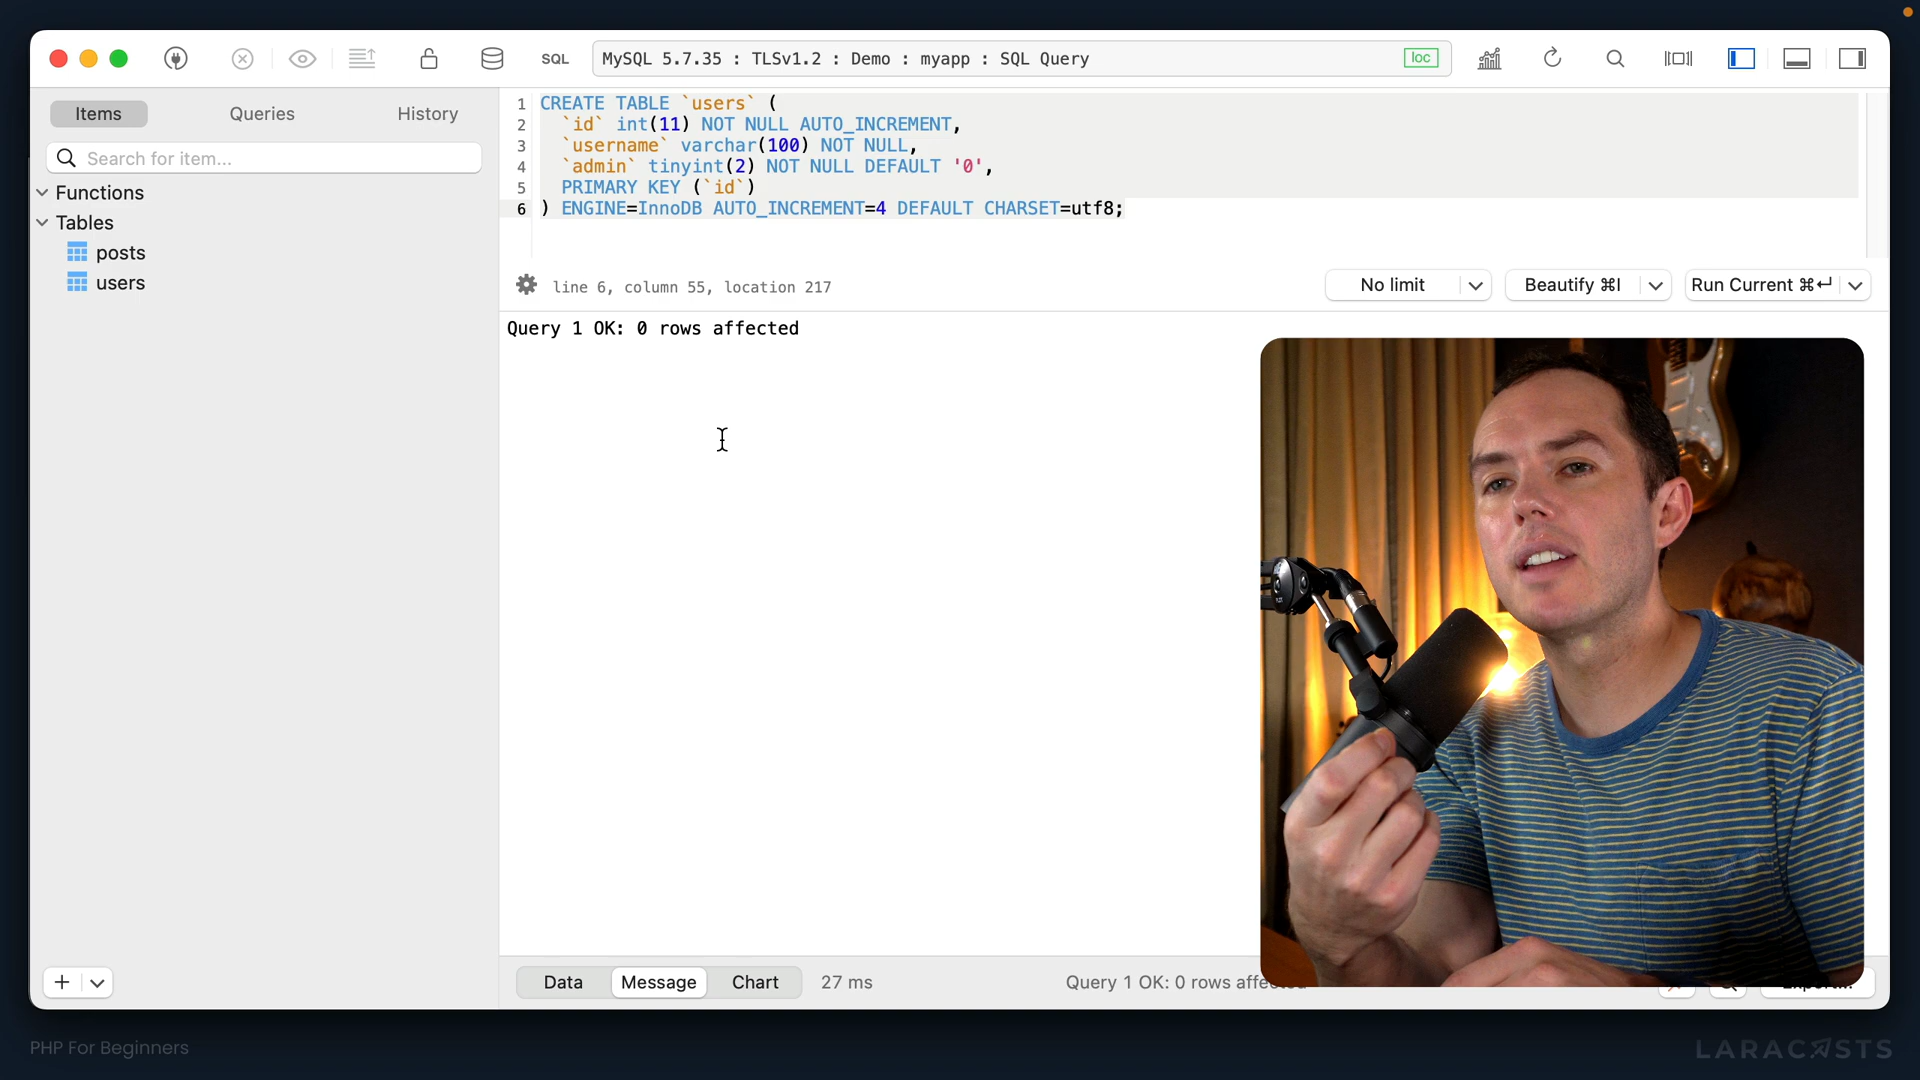 SQL
MySQL 5.7.35 : TLSv1.2 : Demo : myapp : SQL Query
loc
Items
Queries
History
Search for item...
Functions
Tables
posts
users
1 CREATE TABLE `users` (
2 `id` int(11) NOT NULL AUTO_INCREMENT,
3 `username` varchar(100) NOT NULL,
4 `admin` tinyint(2) NOT NULL DEFAULT '0',
5 PRIMARY KEY (`id`)
6 ) ENGINE=InnoDB AUTO_INCREMENT=4 DEFAULT CHARSET=utf8;
line 6, column 55, location 217
No limit
Beautify ⌘I
Run Current ⌘↵
Query 1 OK: 0 rows affected
Data
Message
Chart
27 ms
Query 1 OK: 0 rows affected
Export...
PHP For Beginners
LARACASTS